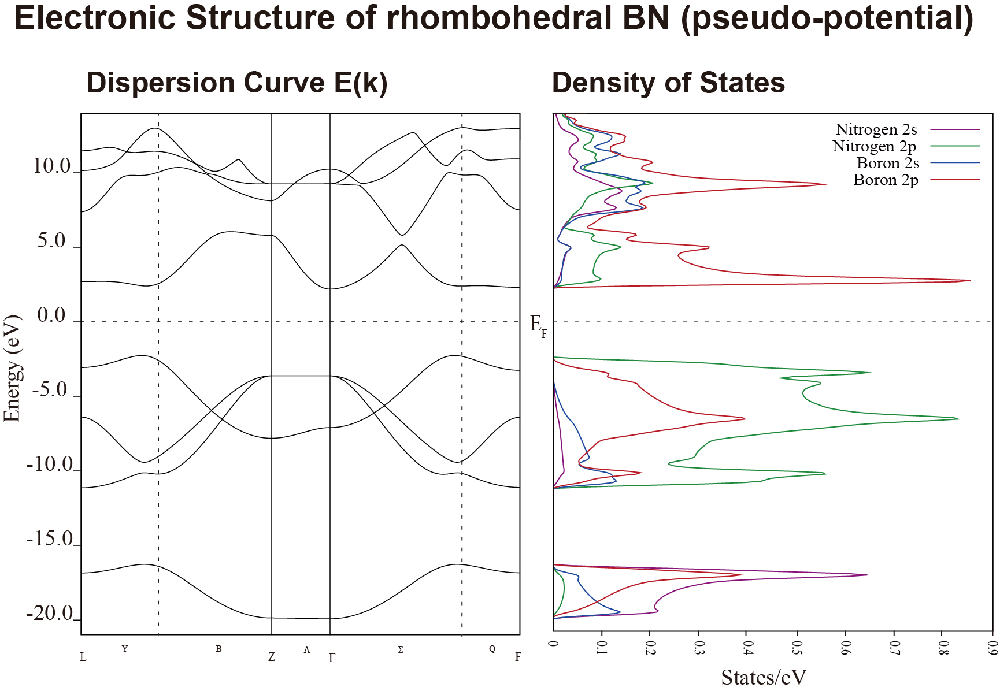 Electronic Structure of rhombohedral BN (pseudo-potential)
Dispersion Curve E(k)
Density of States
Energy (eV)
10.0
5.0
0.0
-5.0
-10.0
-15.0
-20.0
L
Y
B
Z
Λ
Γ
Σ
Q
F
Nitrogen 2s
Nitrogen 2p
Boron 2s
Boron 2p
EF
0
0.1
0.2
0.3
0.4
0.5
0.6
0.7
0.8
0.9
States/eV